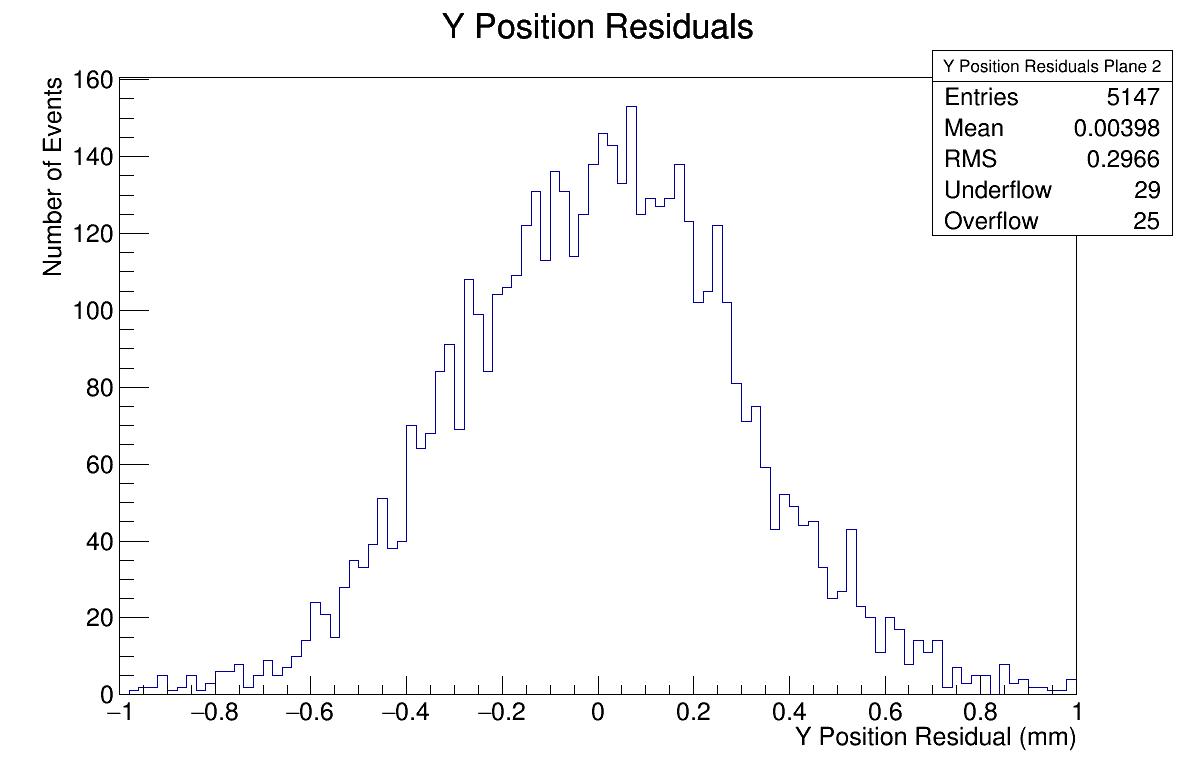 Y Position Residuals
Y Position Residuals Plane 2
Entries 5147
Mean 0.00398
RMS 0.2966
Underflow 29
Overflow 25
Number of Events
160
140
120
100
80
60
40
20
0
−1 −0.8 −0.6 −0.4 −0.2 0 0.2 0.4 0.6 0.8 1
Y Position Residual (mm)